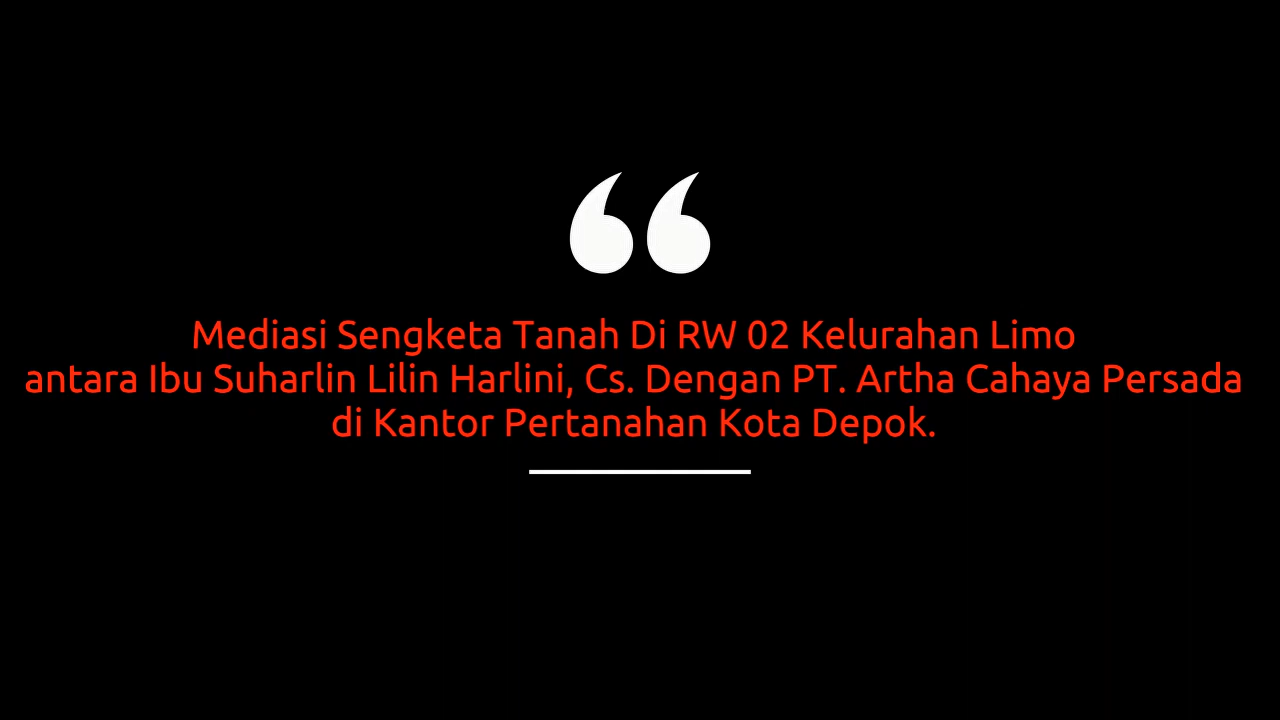 “
Mediasi Sengketa Tanah Di RW 02 Kelurahan Limo
antara Ibu Suharlin Lilin Harlini, Cs. Dengan PT. Artha Cahaya Persada
di Kantor Pertanahan Kota Depok.